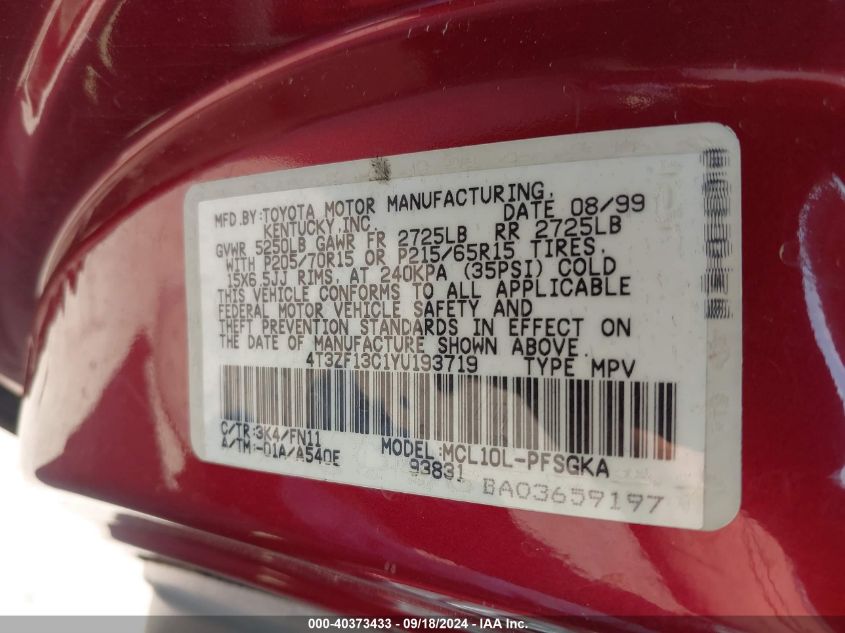 MFD.BY:TOYOTA MOTOR MANUFACTURING,
KENTUCKY,INC. DATE 08/99
GVWR 5250LB GAWR FR 2725LB RR 2725LB
WITH P205/70R15 OR P215/65R15 TIRES,
15X6.5JJ RIMS, AT 240KPA (35PSI) COLD
THIS VEHICLE CONFORMS TO ALL APPLICABLE
FEDERAL MOTOR VEHICLE SAFETY AND
THEFT PREVENTION STANDARDS IN EFFECT ON
THE DATE OF MANUFACTURE SHOWN ABOVE.
4T3ZF13C1YU193719 TYPE MPV
C/TR:3K4/FN11 MODEL:MCL10L-PFSGKA
A/TM:-01A/A540E 93831
BA03659197
000-40373433 - 09/18/2024 - IAA Inc.